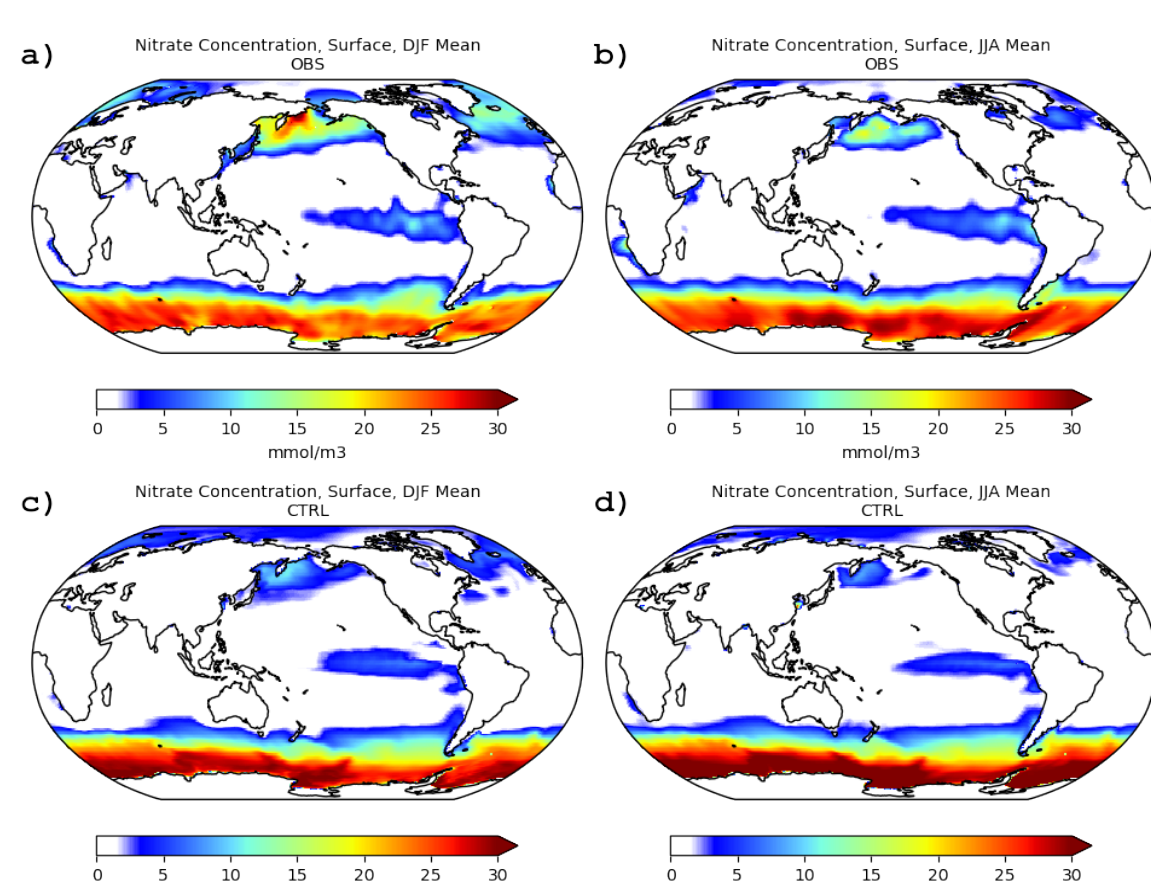 a)
Nitrate Concentration, Surface, DJF Mean
OBS
b)
Nitrate Concentration, Surface, JJA Mean
OBS
0 5 10 15 20 25 30
mmol/m3
0 5 10 15 20 25 30
mmol/m3
c)
Nitrate Concentration, Surface, DJF Mean
CTRL
d)
Nitrate Concentration, Surface, JJA Mean
CTRL
0 5 10 15 20 25 30
0 5 10 15 20 25 30